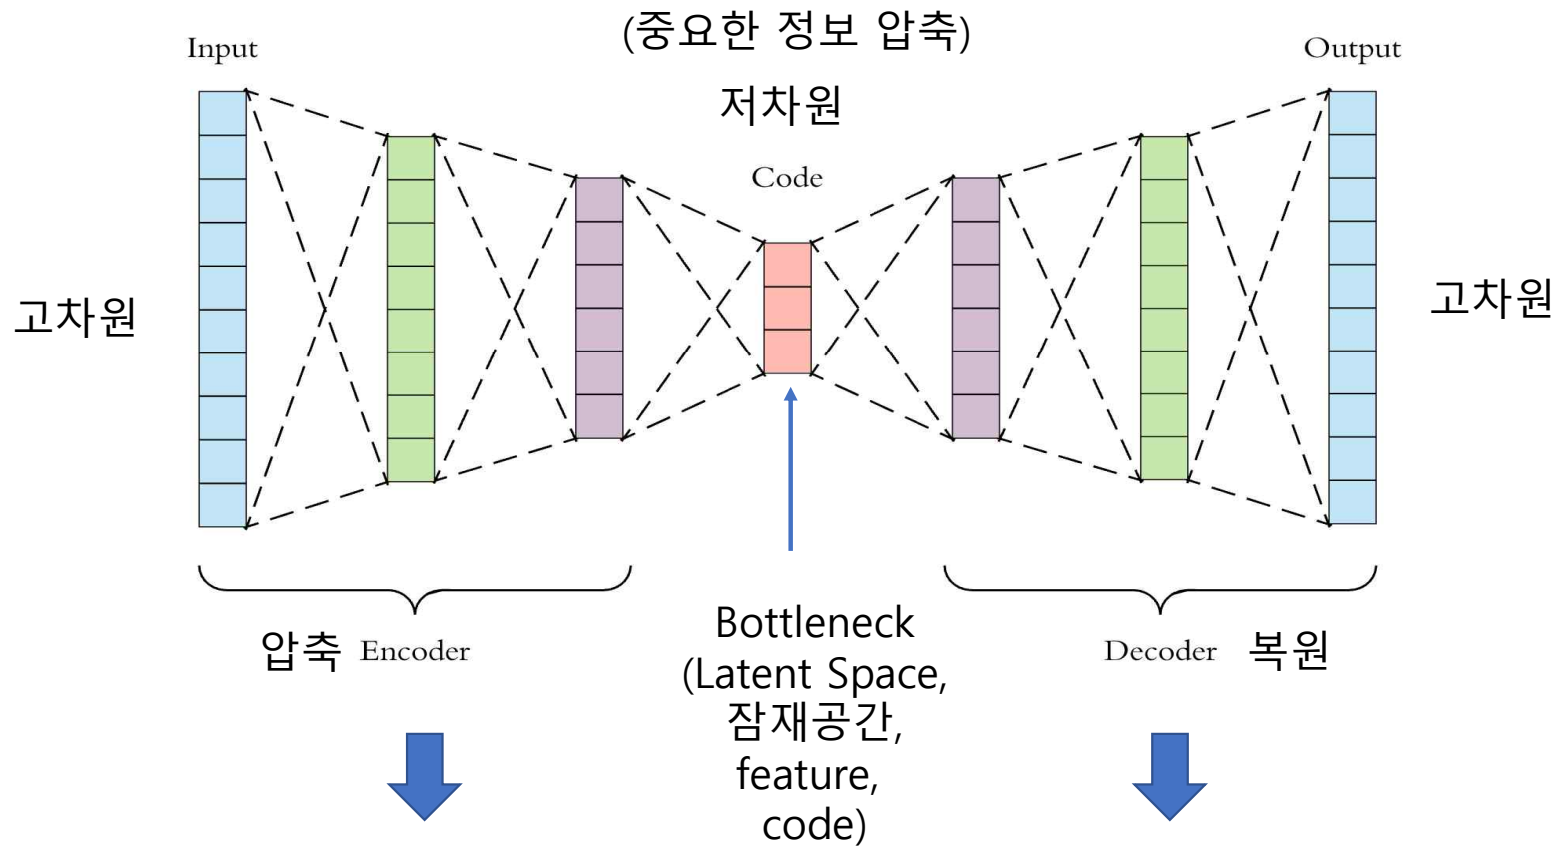 (중요한 정보 압축)
Input
Output
저차원
Code
고차원
고차원
압축 Encoder
Bottleneck
(Latent Space,
잠재공간,
feature,
code)
Decoder 복원